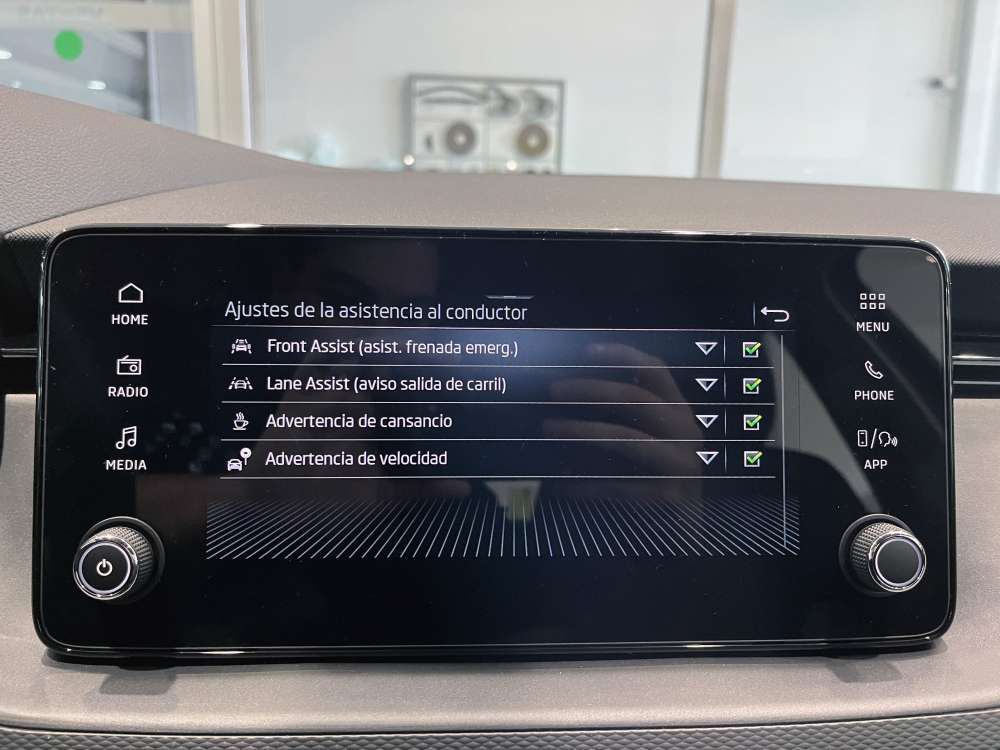 HOME
RADIO
MEDIA
Ajustes de la asistencia al conductor
Front Assist (asist. frenada emerg.)
Lane Assist (aviso salida de carril)
Advertencia de cansancio
Advertencia de velocidad
MENU
PHONE
APP